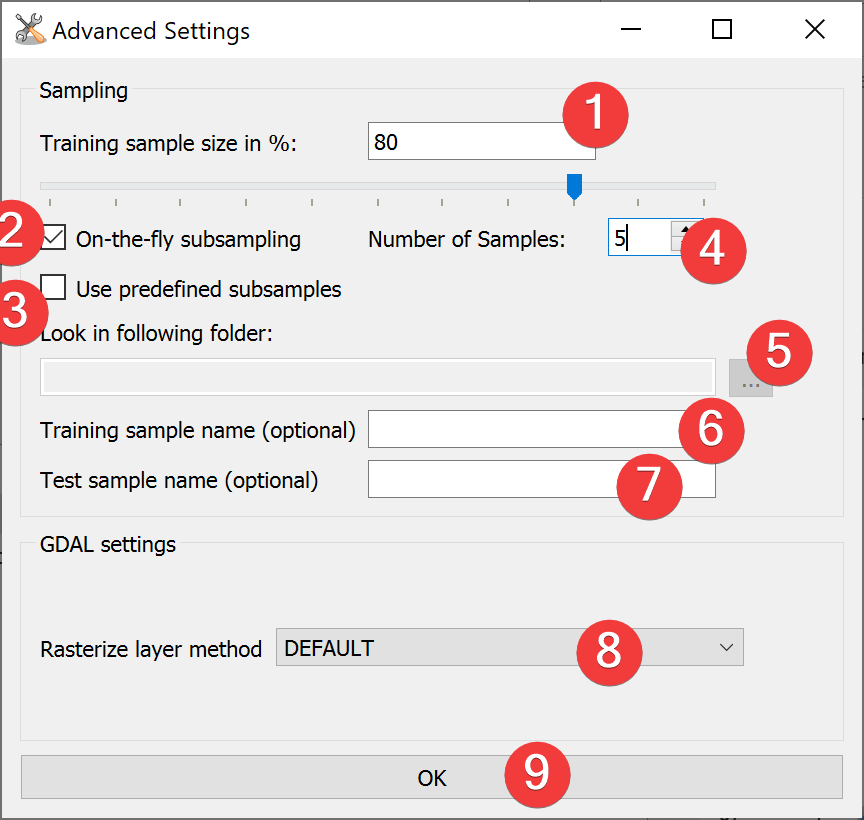 Advanced Settings
Sampling
Training sample size in %: 80 1
2 On-the-fly subsampling Number of Samples: 5 4
Use predefined subsamples
3 Look in following folder:
... 5
Training sample name (optional) 6
Test sample name (optional) 7
GDAL settings
Rasterize layer method DEFAULT 8
OK 9